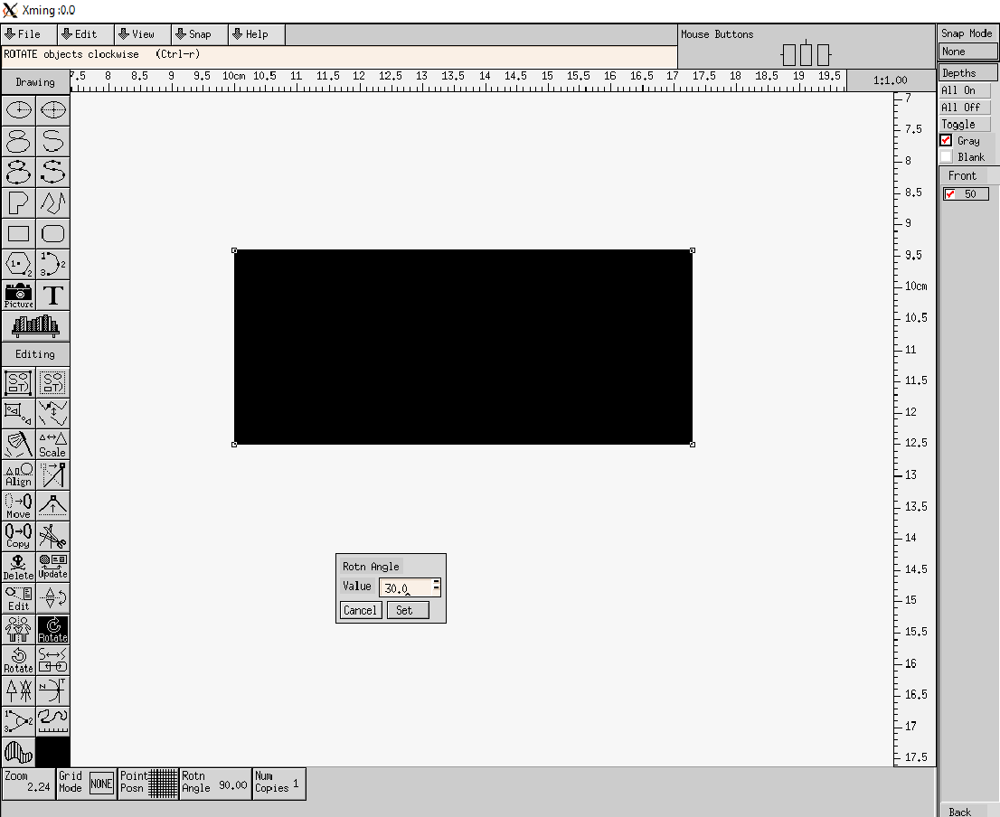 Xming :0.0
File Edit View Snap Help
Mouse Buttons
Snap Mode
None
ROTATE objects clockwise (Ctrl-r)
7.5 8 8.5 9 9.5 10cm 10.5 11 11.5 12 12.5 13 13.5 14 14.5 15 15.5 16 16.5 17 17.5 18 18.5 19 19.5
1:1.00
Depths
All On
All Off
Toggle
Gray
Blank
Front
50
Drawing
1 2
1 2 3
Picture
T
Editing
Scale
Align
Move
Copy
Delete
Update
Edit
Rotate
Rotate
N T
1 2 3
7
7.5
8
8.5
9
9.5
10cm
10.5
11
11.5
12
12.5
13
13.5
14
14.5
15
15.5
16
16.5
17
17.5
Rotn Angle
Value 30.0
Cancel Set
Zoom
2.24
Grid
Mode NONE
Point
Posn
Rotn
Angle 90.00
Num
Copies 1
Back